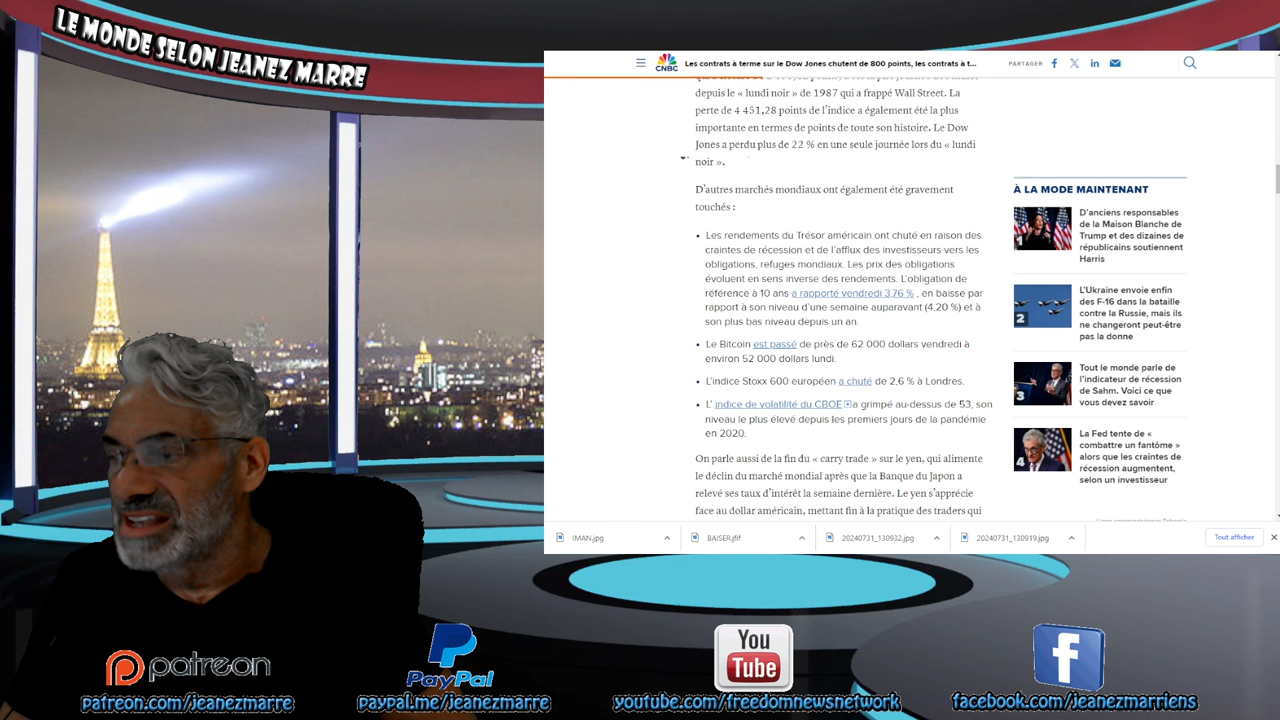 LE MONDE SELON JEANEZ MARRE
CNBC
Les contrats à terme sur le Dow Jones chutent de 800 points, les contrats à t...
PARTAGER
depuis le « lundi noir » de 1987 qui a frappé Wall Street. La
perte de 4 451,28 points de l'indice a également été la plus
importante en termes de points de toute son histoire. Le Dow
Jones a perdu plus de 22 % en une seule journée lors du « lundi
noir ».
D'autres marchés mondiaux ont également été gravement
touchés :
• Les rendements du Trésor américain ont chuté en raison des
craintes de récession et de l'afflux des investisseurs vers les
obligations, refuges mondiaux. Les prix des obligations
évoluent en sens inverse des rendements. L'obligation de
référence à 10 ans a rapporté vendredi 3,76 % , en baisse par
rapport à son niveau d'une semaine auparavant (4,20 %) et à
son plus bas niveau depuis un an.
• Le Bitcoin est passé de près de 62 000 dollars vendredi à
environ 52 000 dollars lundi.
• L'indice Stoxx 600 européen a chuté de 2,6 % à Londres.
• L' indice de volatilité du CBOE a grimpé au-dessus de 53, son
niveau le plus élevé depuis les premiers jours de la pandémie
en 2020.
On parle aussi de la fin du « carry trade » sur le yen, qui alimente
le déclin du marché mondial après que la Banque du Japon a
relevé ses taux d'intérêt la semaine dernière. Le yen s'apprécie
face au dollar américain, mettant fin à la pratique des traders qui
À LA MODE MAINTENANT
1
D'anciens responsables
de la Maison Blanche de
Trump et des dizaines de
républicains soutiennent
Harris
2
L'Ukraine envoie enfin
des F-16 dans la bataille
contre la Russie, mais ils
ne changeront peut-être
pas la donne
3
Tout le monde parle de
l'indicateur de récession
de Sahm. Voici ce que
vous devez savoir
4
La Fed tente de «
combattre un fantôme »
alors que les craintes de
récession augmentent,
selon un investisseur
IMAN.jpg
BAISER.jfif
20240731_130932.jpg
20240731_130919.jpg
Tout afficher
patreon
PayPal
You
Tube
f
patreon.com/jeanezmarre
paypal.me/jeanezmarre
youtube.com/freedomnewsnetwork
facebook.com/jeanezmarriens